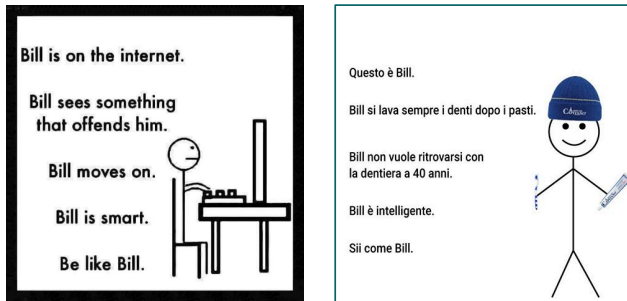 Bill is on the internet.
Bill sees something
that offends him.
Bill moves on.
Bill is smart.
Be like Bill.
Questo è Bill.
Bill si lava sempre i denti dopo i pasti.
Bill non vuole ritrovarsi con
la dentiera a 40 anni.
Bill è intelligente.
Sii come Bill.